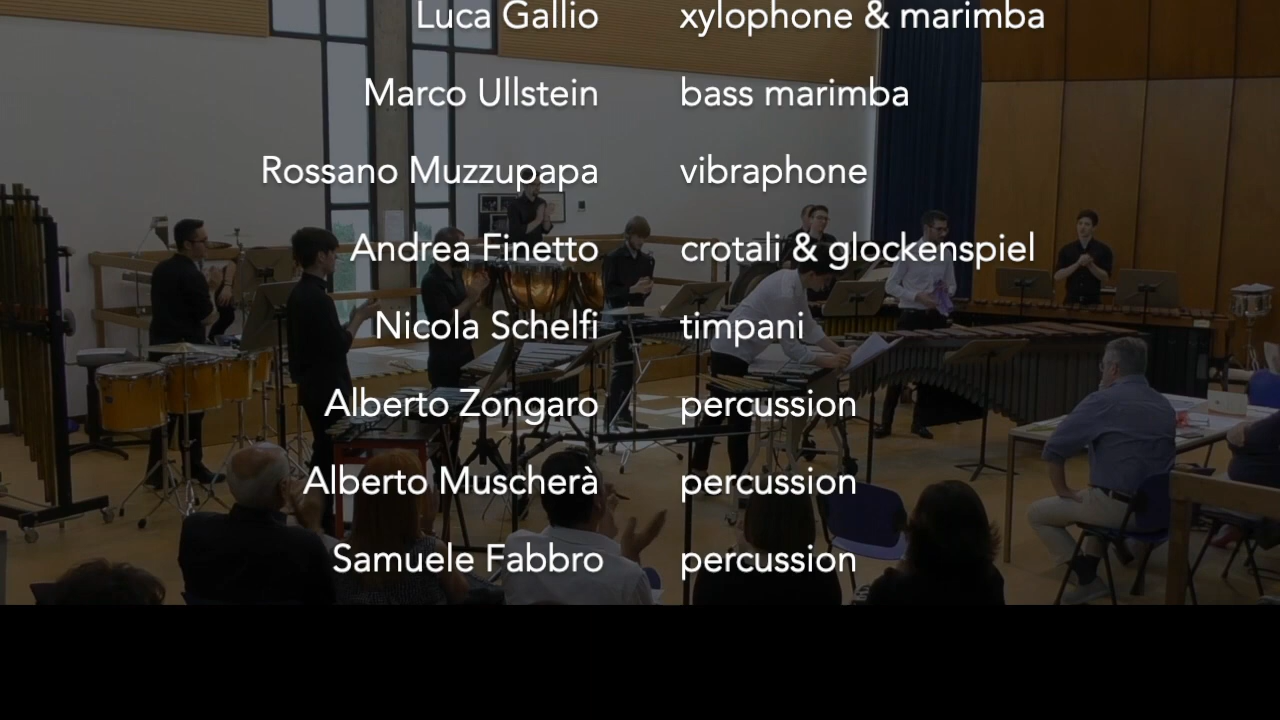 Luca Gallio xylophone & marimba
Marco Ullstein bass marimba
Rossano Muzzupapa vibraphone
Andrea Finetto crotali & glockenspiel
Nicola Schelfi timpani
Alberto Zongaro percussion
Alberto Muscherà percussion
Samuele Fabbro percussion